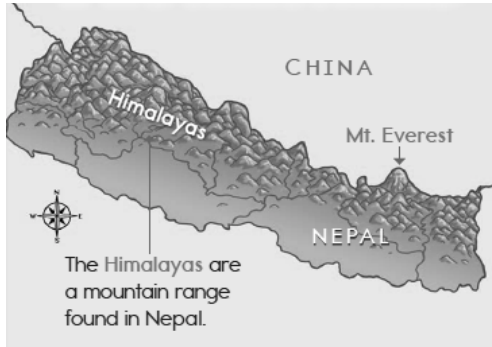 CHINA
Himalayas
Mt. Everest
N
W E
S
NEPAL
The Himalayas are
a mountain range
found in Nepal.